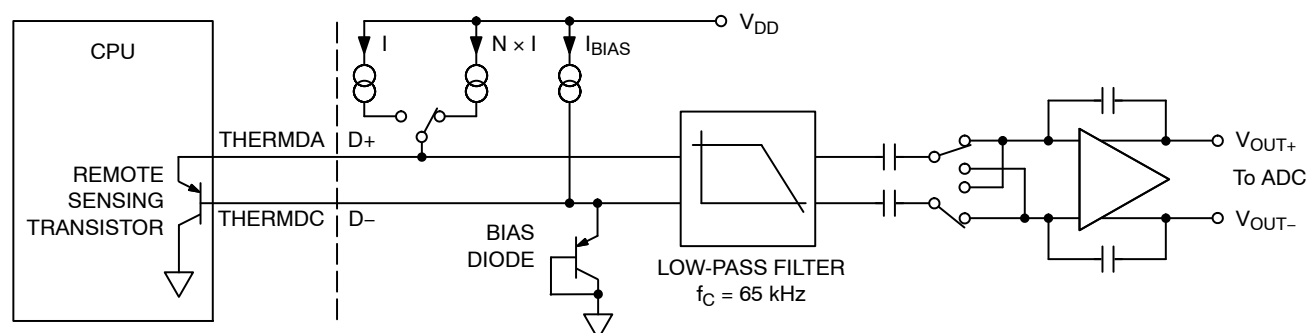 CPU
I
N × I
I_BIAS
V_DD
THERMDA
D+
REMOTE
SENSING
TRANSISTOR
THERMDC
D−
BIAS
DIODE
LOW-PASS FILTER
f_C = 65 kHz
V_OUT+
To ADC
V_OUT−